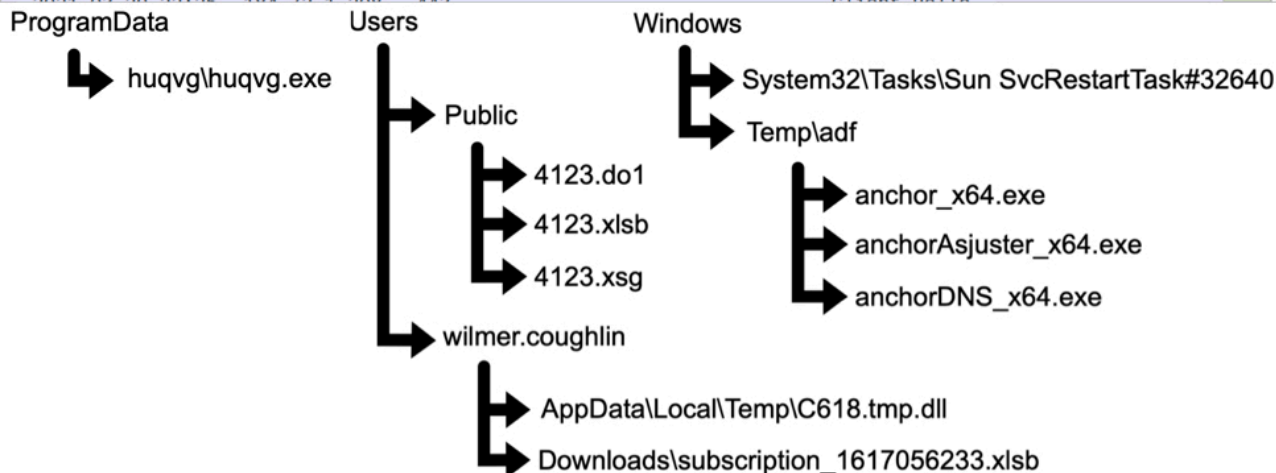 ProgramData
huqvg\huqvg.exe
Users
Public
4123.do1
4123.xlsb
4123.xsg
wilmer.coughlin
AppData\Local\Temp\C618.tmp.dll
Downloads\subscription_1617056233.xlsb
Windows
System32\Tasks\Sun SvcRestartTask#32640
Temp\adf
anchor_x64.exe
anchorAsjuster_x64.exe
anchorDNS_x64.exe